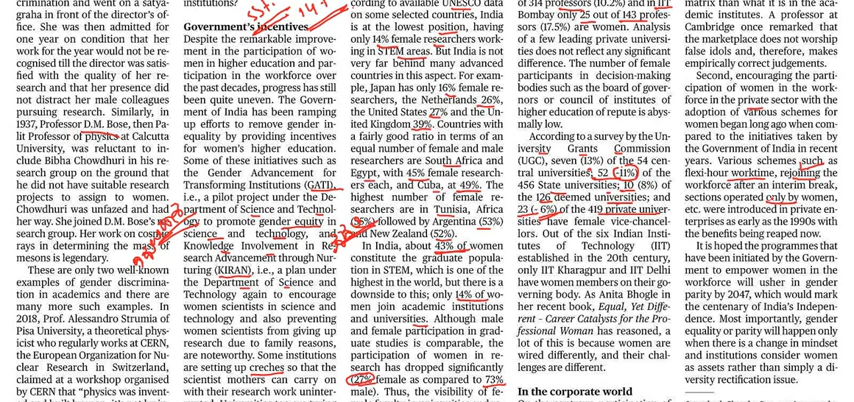 crimination and went on a satya-
graha in front of the director's of-
fice. She was then admitted for
one year on condition that her
work for the year would not be re-
cognised till the director was satis-
fied with the quality of her re-
search and that her presence did
not distract her male colleagues
pursuing research. Similarly, in
1937, Professor D.M. Bose, then Pa-
lit Professor of physics at Calcutta
University, was reluctant to in-
clude Bibha Chowdhuri in his re-
search group on the ground that
he did not have suitable research
projects to assign to women.
Chowdhuri was unfazed and had
her way. She joined D.M. Bose's
search group. Her work on cosmic
rays in determining the mass of
mesons is legendary.
These are only two well-known
examples of gender discrimina-
tion in academics and there are
many more such examples. In
2018, Prof. Alessandro Strumia of
Pisa University, a theoretical phys-
icist who regularly works at CERN,
the European Organization for Nu-
clear Research in Switzerland,
claimed at a workshop organised
by CERN that "physics was invent-
institutions?
Government's incentives
Despite the remarkable improve-
ment in the participation of wo-
men in higher education and par-
ticipation in the workforce over
the past decades, progress has still
been quite uneven. The Govern-
ment of India has been ramping
up efforts to remove gender in-
equality by providing incentives
for women's higher education.
Some of these initiatives such as
the Gender Advancement for
Transforming Institutions (GATI),
i.e., a pilot project under the De-
partment of Science and Technol-
ogy to promote gender equity in
science and technology, and
Knowledge Involvement in Re-
search Advancement through Nur-
turing (KIRAN), i.e., a plan under
the Department of Science and
Technology again to encourage
women scientists in science and
technology and also preventing
women scientists from giving up
research due to family reasons,
are noteworthy. Some institutions
are setting up creches so that the
scientist mothers can carry on
with their research work uninter-
cording to available UNESCO data
on some selected countries, India
is at the lowest position, having
only 14% female researchers work-
ing in STEM areas. But India is not
very far behind many advanced
countries in this aspect. For exam-
ple, Japan has only 16% female re-
searchers, the Netherlands 26%,
the United States 27% and the Un-
ited Kingdom 39%. Countries with
a fairly good ratio in terms of an
equal number of female and male
researchers are South Africa and
Egypt, with 45% female research-
ers each, and Cuba, at 49%. The
highest number of female re-
searchers are in Tunisia, Africa
followed by Argentina (53%)
and New Zealand (52%).
In India, about 43% of women
constitute the graduate popula-
tion in STEM, which is one of the
highest in the world, but there is a
downside to this; only 14% of wo-
men join academic institutions
and universities. Although male
and female participation in grad-
uate studies is comparable, the
participation of women in re-
search has dropped significantly
(27% female as compared to 73%
male). Thus, the visibility of fe-
of 314 professors (10.2%) and in IIT
Bombay only 25 out of 143 profes-
sors (17.5%) are women. Analysis
of a few leading private universi-
ties does not reflect any significant
difference. The number of female
participants in decision-making
bodies such as the board of gover-
nors or council of institutes of
higher education of repute is abys-
mally low.
According to a survey by the Un-
iversity Grants Commission
(UGC), seven (13%) of the 54 cen-
tral universities; 52 (-11%) of the
456 State universities; 10 (8%) of
the 126 deemed universities; and
23 (- 6%) of the 419 private univer-
sities have female vice-chancel-
lors. Out of the six Indian Insti-
tutes of Technology (IIT)
established in the 20th century,
only IIT Kharagpur and IIT Delhi
have women members on their go-
verning body. As Anita Bhogle in
her recent book, Equal, Yet Diffe-
rent - Career Catalysts for the Pro-
fessional Woman has reasoned, a
lot of this is because women are
wired differently, and their chal-
lenges are different.
In the corporate world
matrix than what it is in the aca-
demic institutes. A professor at
Cambridge once remarked that
the marketplace does not worship
false idols and, therefore, makes
empirically correct judgements.
Second, encouraging the parti-
cipation of women in the work-
force in the private sector with the
adoption of various schemes for
women began long ago when com-
pared to the initiatives taken by
the Government of India in recent
years. Various schemes such as
flexi-hour worktime, rejoining the
workforce after an interim break,
sections operated only by women,
etc. were introduced in private en-
terprises as early as the 1990s with
the benefits being reaped now.
It is hoped the programmes that
have been initiated by the Govern-
ment to empower women in the
workforce will usher in gender
parity by 2047, which would mark
the centenary of India's Indepen-
dence. Most importantly, gender
equality or parity will happen only
when there is a change in mindset
and institutions consider women
as assets rather than simply a di-
versity rectification issue.